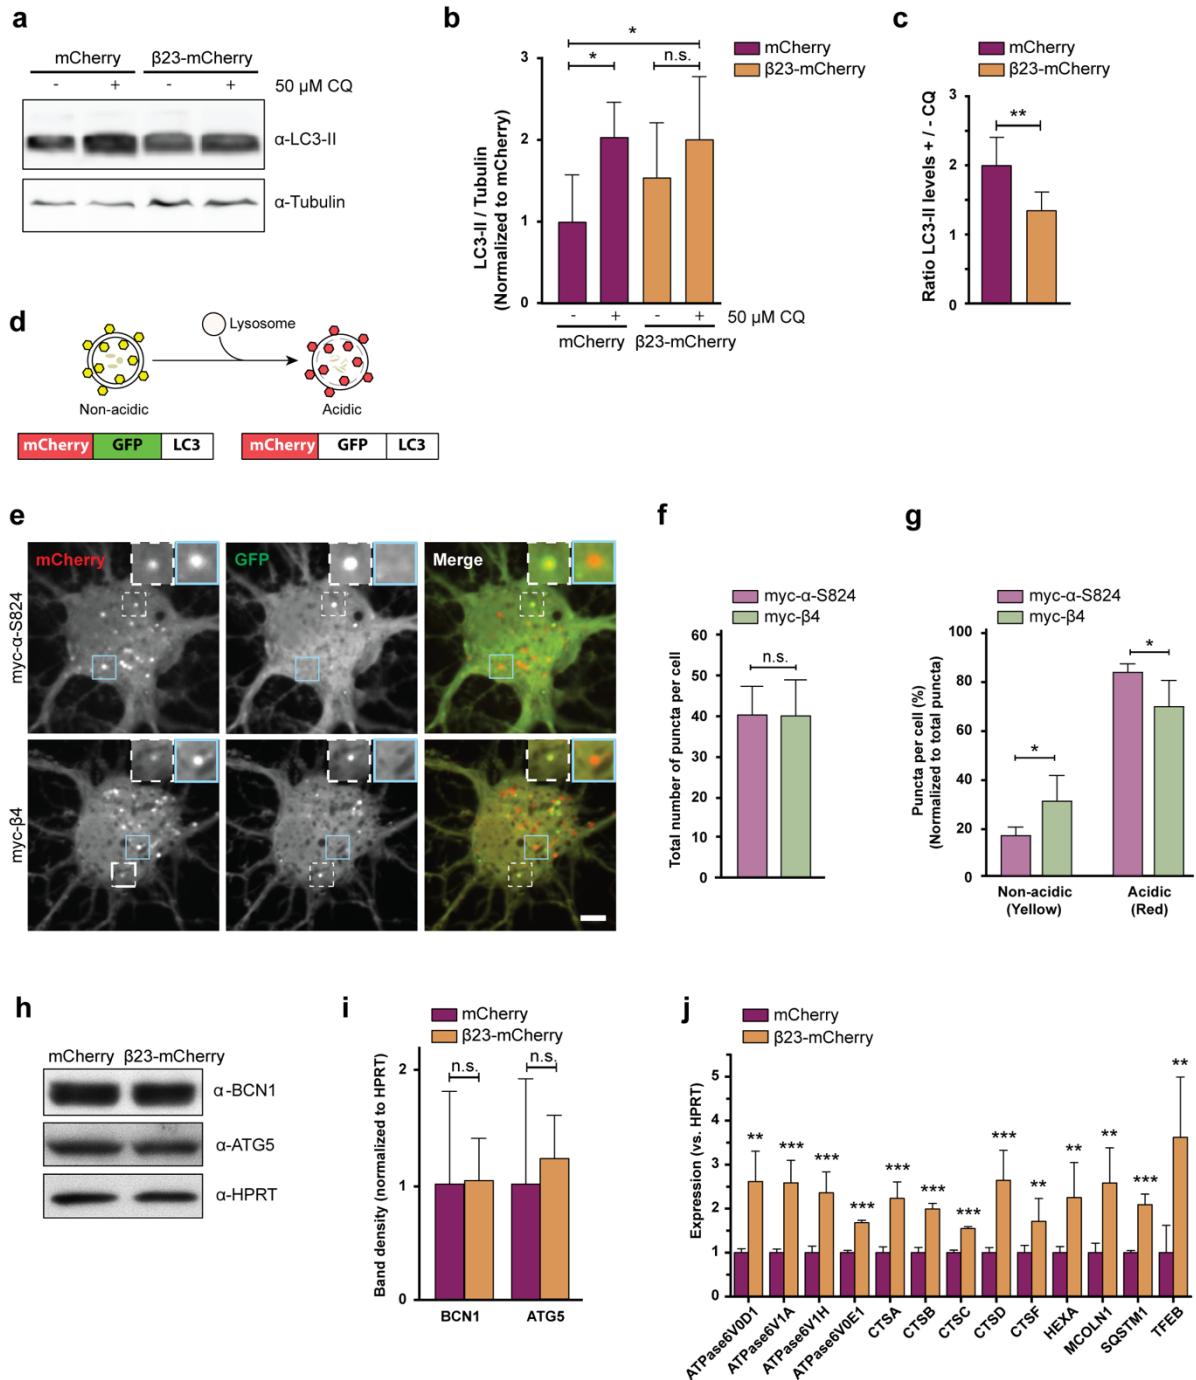 a
mCherry β23-mCherry
- + - + 50 µM CQ
α-LC3-II
α-Tubulin
b
mCherry
β23-mCherry
*
*
n.s.
LC3-II / Tubulin
(Normalized to mCherry)
3
2
1
0
- + - + 50 µM CQ
mCherry β23-mCherry
c
mCherry
β23-mCherry
Ratio LC3-II levels + / - CQ
3
2
1
0
**
d
Lysosome
Non-acidic
Acidic
mCherry GFP LC3
mCherry GFP LC3
e
mCherry GFP Merge
myc-α-S824
myc-β4
f
myc-α-S824
myc-β4
Total number of puncta per cell
60
50
40
30
20
10
0
n.s.
g
myc-α-S824
myc-β4
Puncta per cell (%)
(Normalized to total puncta)
100
80
60
40
20
0
*
*
Non-acidic
(Yellow)
Acidic
(Red)
h
mCherry β23-mCherry
α-BCN1
α-ATG5
α-HPRT
i
mCherry
β23-mCherry
Band density (normalized to HPRT)
2
1
0
n.s.
n.s.
BCN1 ATG5
j
mCherry
β23-mCherry
Expression (vs. HPRT)
5
4
3
2
1
0
** *** *** *** *** *** *** *** ** ** ** *** **
ATPase6V0D1
ATPase6V1A
ATPase6V1H
ATPase6V0E1
CTSA
CTSB
CTSC
CTSD
CTSF
HEXA
MCOLN1
SQSTM1
TFEB